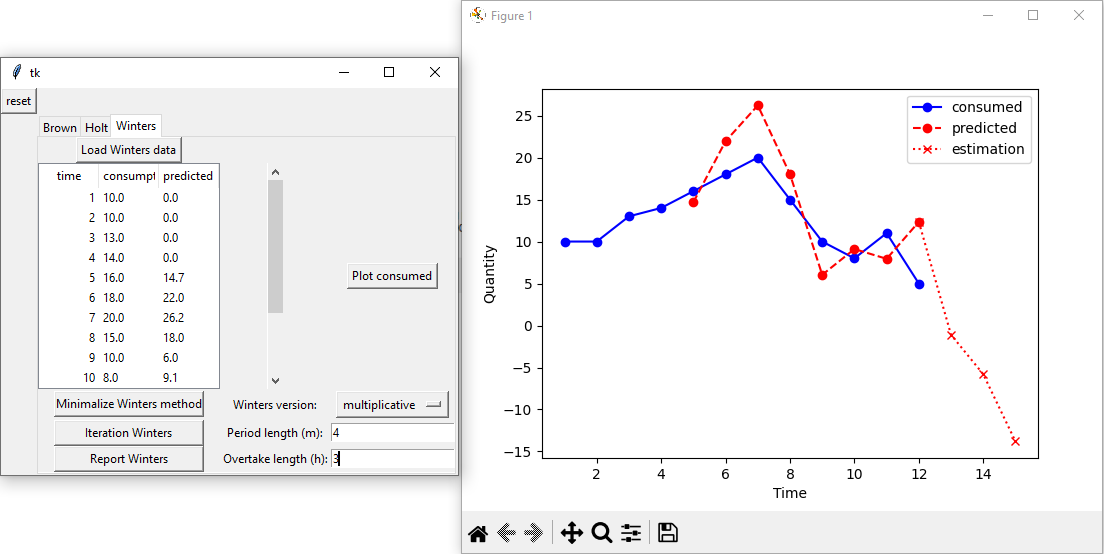 tk
reset
Brown Holt Winters
Load Winters data
time consumpt predicted
1 10.0 0.0
2 10.0 0.0
3 13.0 0.0
4 14.0 0.0
5 16.0 14.7
6 18.0 22.0
7 20.0 26.2
8 15.0 18.0
9 10.0 6.0
10 8.0 9.1
Plot consumed
Minimalize Winters method
Winters version: multiplicative
Iteration Winters
Period length (m): 4
Report Winters
Overtake length (h): 3
Figure 1
consumed
predicted
estimation
25
20
15
10
5
0
−5
−10
−15
Quantity
2 4 6 8 10 12 14
Time